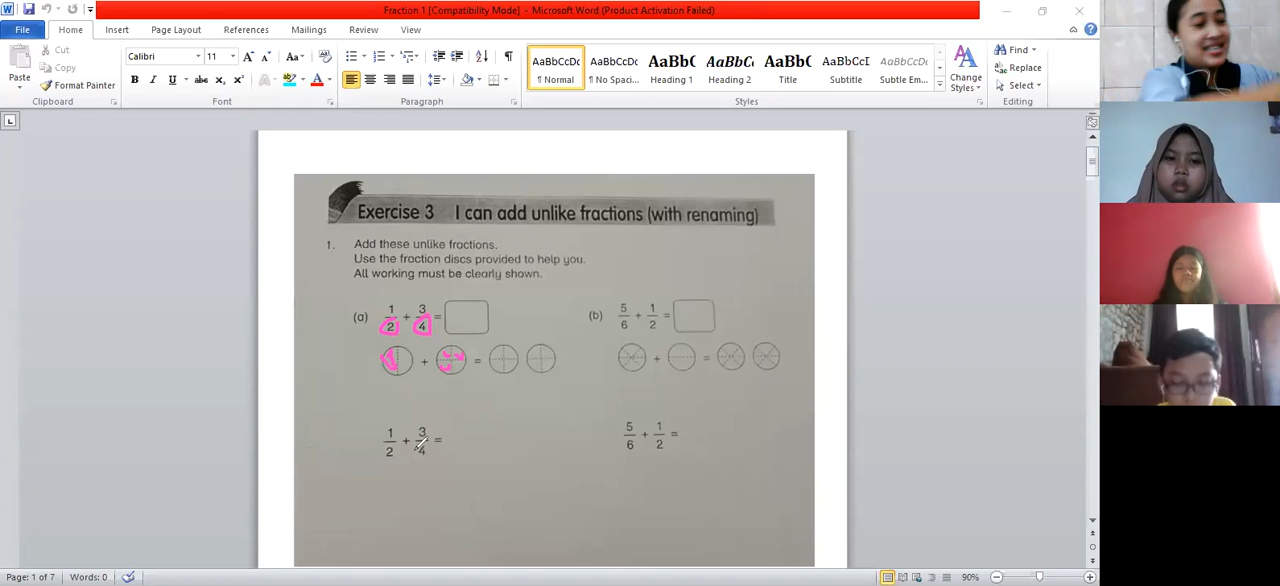 Fraction 1 [Compatibility Mode] - Microsoft Word (Product Activation Failed)
File Home Insert Page Layout References Mailings Review View
Paste
Cut
Copy
Format Painter
Clipboard
Calibri 11
Font
Paragraph
AaBbCcDc AaBbCcDc AaBbC AaBbCc AaBbC AaBbCcI AaBbCcDc
¶ Normal ¶ No Spaci... Heading 1 Heading 2 Title Subtitle Subtle Em...
Styles
Change Styles
Find
Replace
Select
Editing
Exercise 3 I can add unlike fractions (with renaming)
1. Add these unlike fractions.
Use the fraction discs provided to help you.
All working must be clearly shown.
(a) 1/2 + 3/4 =
(b) 5/6 + 1/2 =
+ =
+ =
1/2 + 3/4 =
5/6 + 1/2 =
Page: 1 of 7 Words: 0
90%